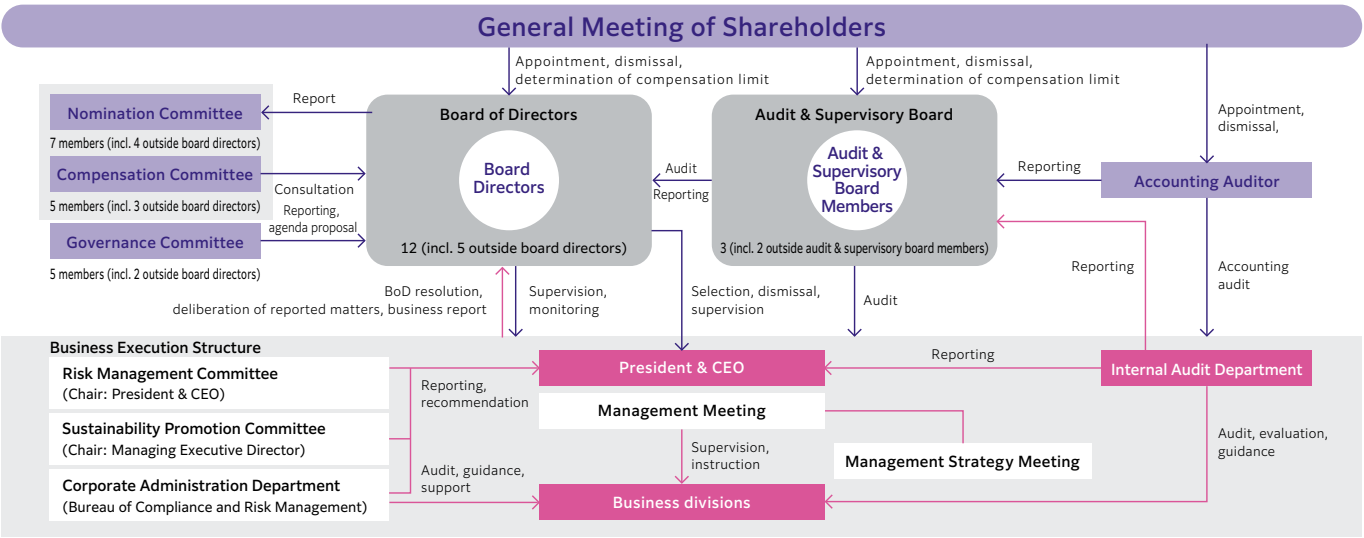 General Meeting of Shareholders
Appointment, dismissal,
determination of compensation limit
Appointment, dismissal,
determination of compensation limit
Appointment,
dismissal,
Nomination Committee
7 members (incl. 4 outside board directors)
Compensation Committee
5 members (incl. 3 outside board directors)
Governance Committee
5 members (incl. 2 outside board directors)
Report
Consultation
Reporting,
agenda proposal
Board of Directors
Board
Directors
12 (incl. 5 outside board directors)
Audit
Reporting
Audit & Supervisory Board
Audit &
Supervisory
Board
Members
3 (incl. 2 outside audit & supervisory board members)
Reporting
Accounting Auditor
Reporting
Accounting
audit
BoD resolution,
deliberation of reported matters, business report
Supervision,
monitoring
Selection, dismissal,
supervision
Audit
Business Execution Structure
Risk Management Committee
(Chair: President & CEO)
Sustainability Promotion Committee
(Chair: Managing Executive Director)
Corporate Administration Department
(Bureau of Compliance and Risk Management)
Reporting,
recommendation
Audit, guidance,
support
President & CEO
Management Meeting
Supervision,
instruction
Business divisions
Reporting
Management Strategy Meeting
Internal Audit Department
Audit, evaluation,
guidance